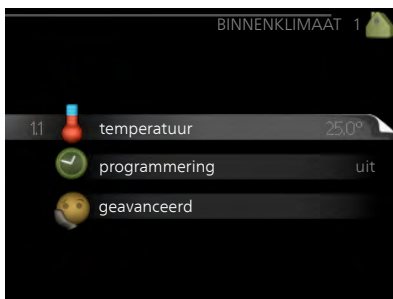 BINNENKLIMAAT 1
1.1 temperatuur 25.0°
programmering uit
geavanceerd